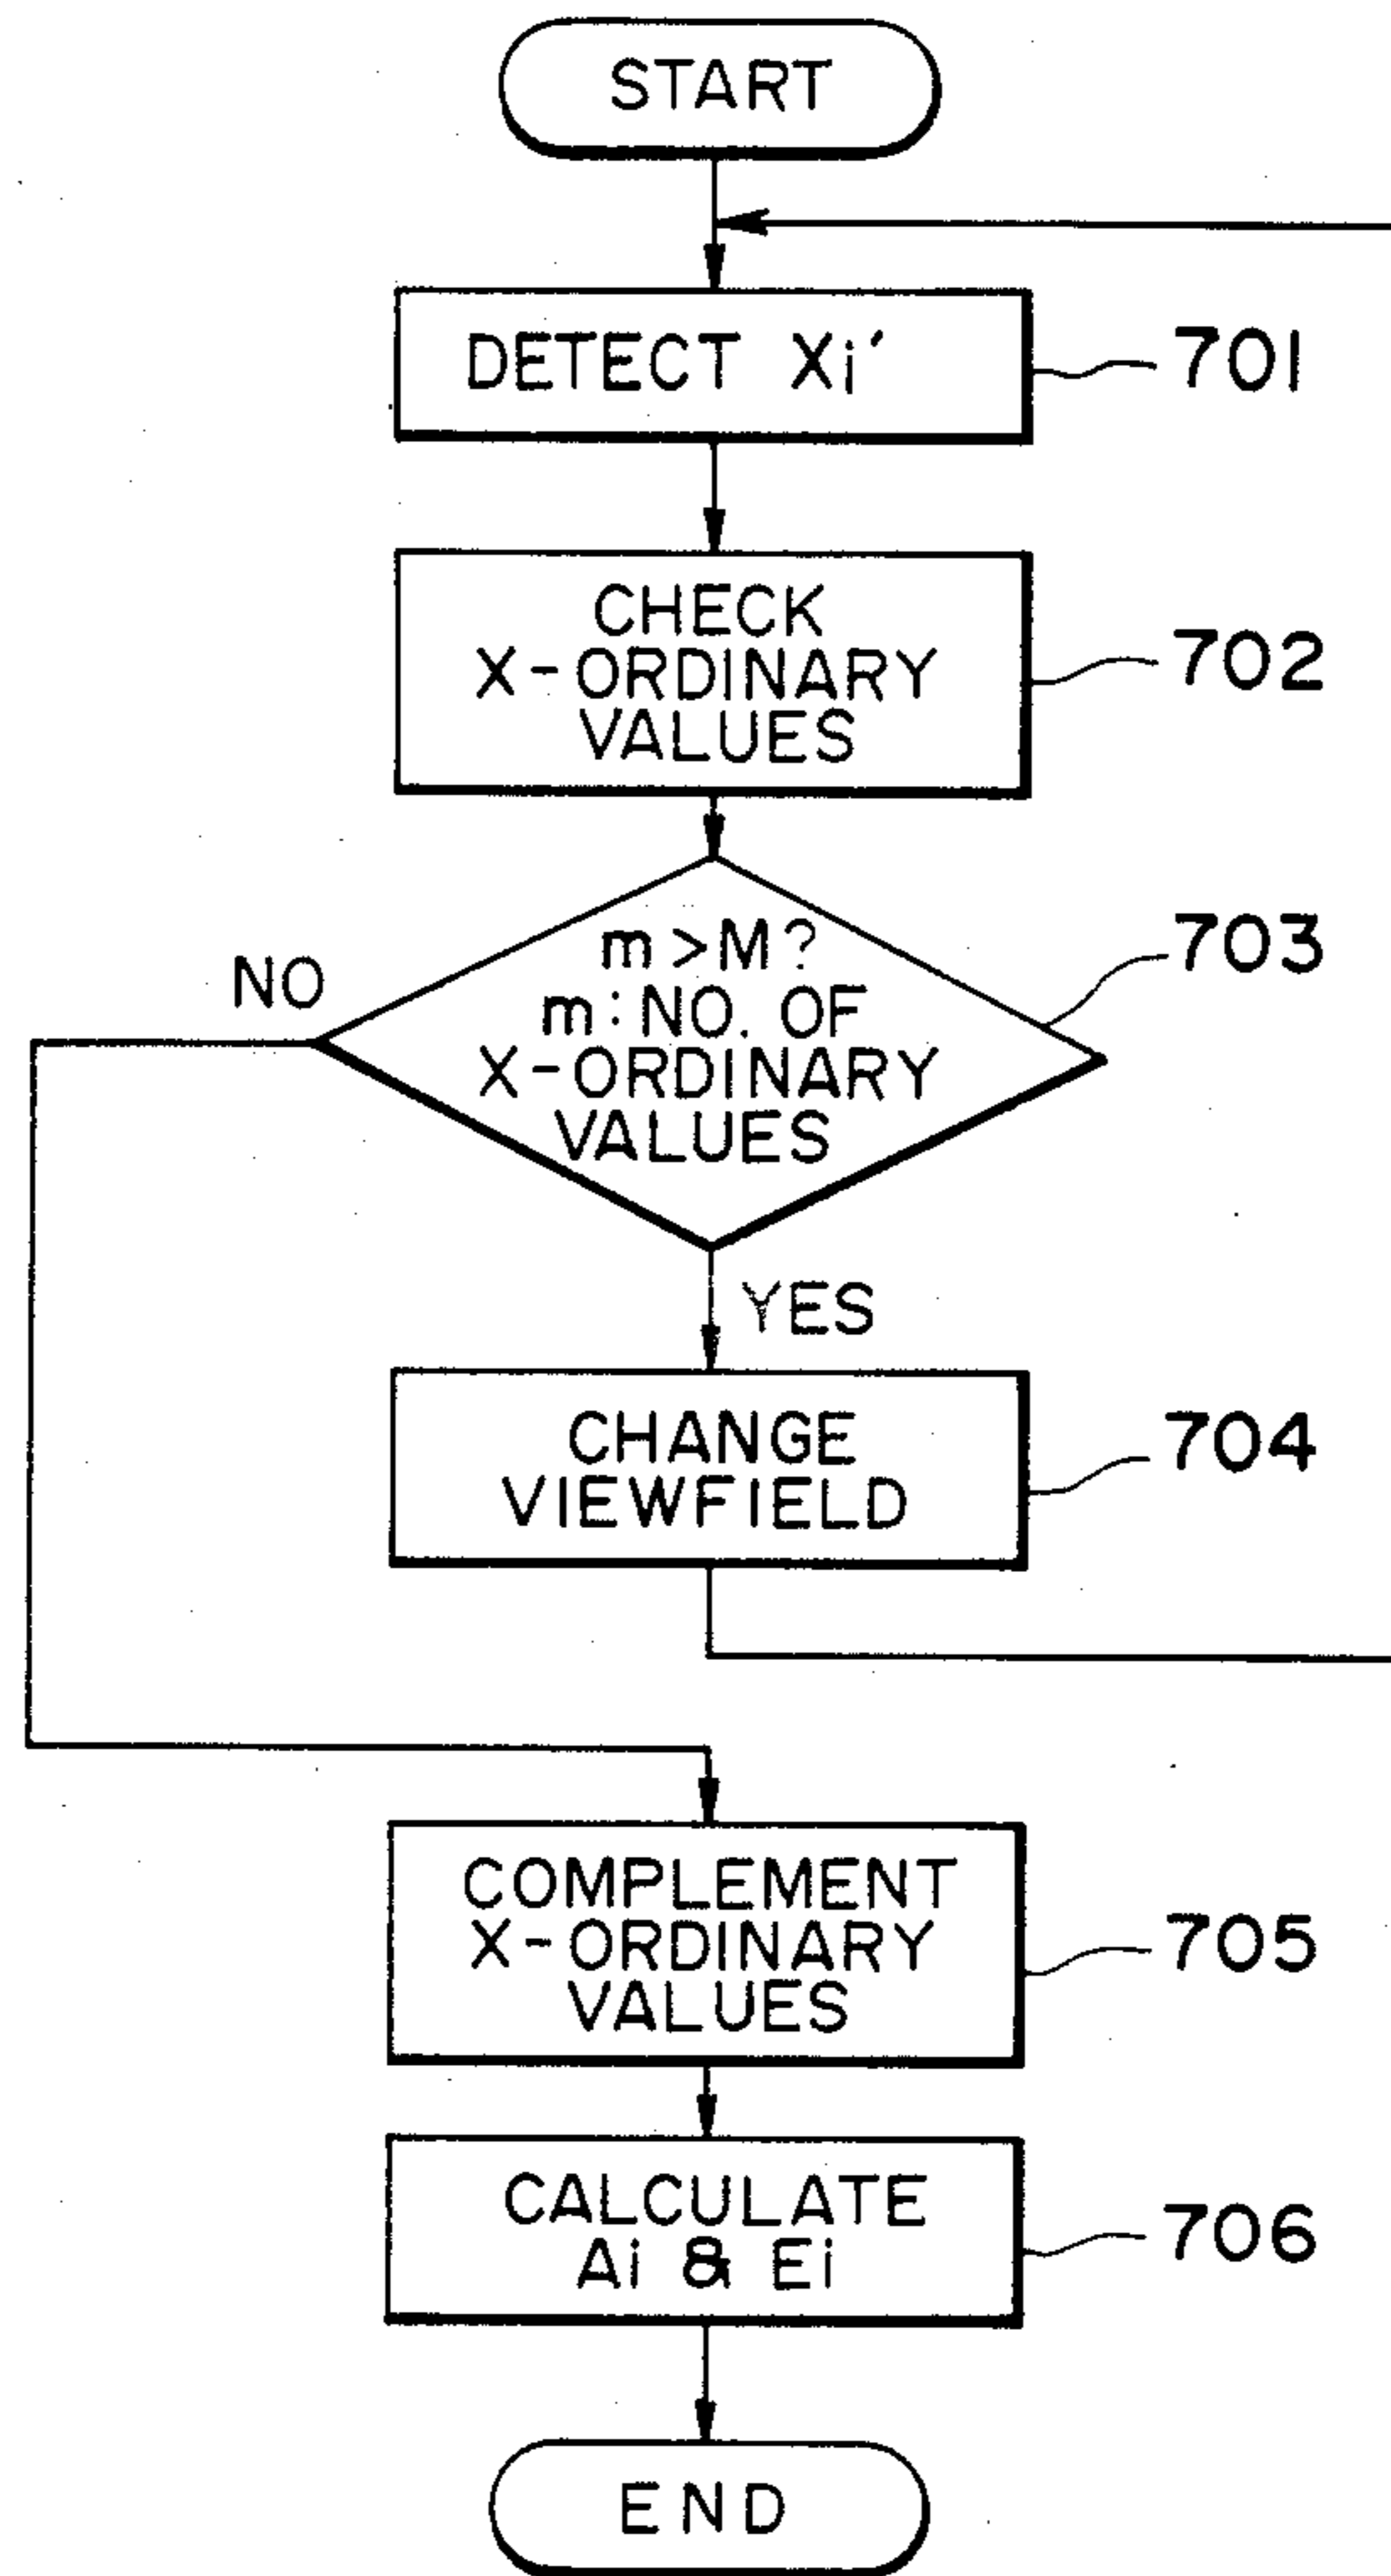 START
DETECT Xi'
701
CHECK
X-ORDINARY
VALUES
702
m>M?
m:NO. OF
X-ORDINARY
VALUES
703
NO
YES
CHANGE
VIEWFIELD
704
COMPLEMENT
X-ORDINARY
VALUES
705
CALCULATE
Ai & Ei
706
END